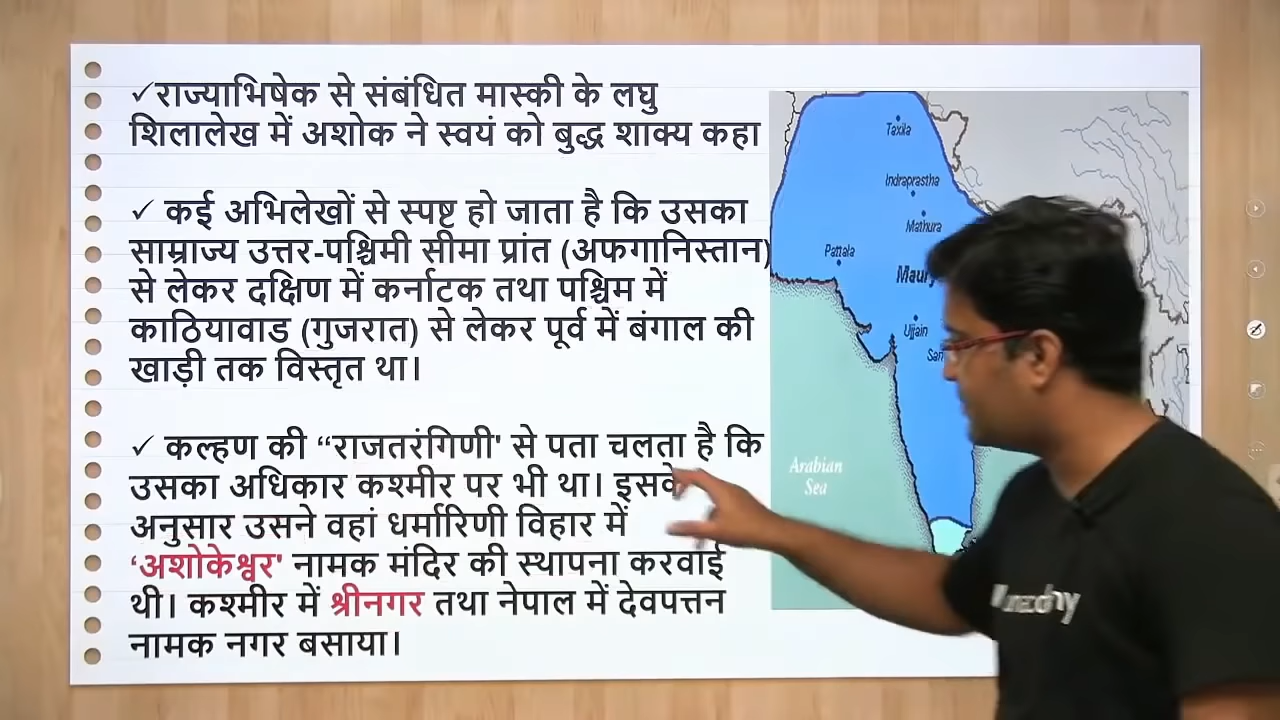 ✓राज्याभिषेक से संबंधित मास्की के लघु
शिलालेख में अशोक ने स्वयं को बुद्ध शाक्य कहा
✓ कई अभिलेखों से स्पष्ट हो जाता है कि उसका
साम्राज्य उत्तर-पश्चिमी सीमा प्रांत (अफगानिस्तान)
से लेकर दक्षिण में कर्नाटक तथा पश्चिम में
काठियावाड (गुजरात) से लेकर पूर्व में बंगाल की
खाड़ी तक विस्तृत था।
✓ कल्हण की “राजतरंगिणी' से पता चलता है कि
उसका अधिकार कश्मीर पर भी था। इसके
अनुसार उसने वहां धर्मारिणी विहार में
‘अशोकेश्वर' नामक मंदिर की स्थापना करवाई
थी। कश्मीर में श्रीनगर तथा नेपाल में देवपत्तन
नामक नगर बसाया।
Taxila
Indraprastha
Mathura
Pattala
Ujjain
Arabian
Sea